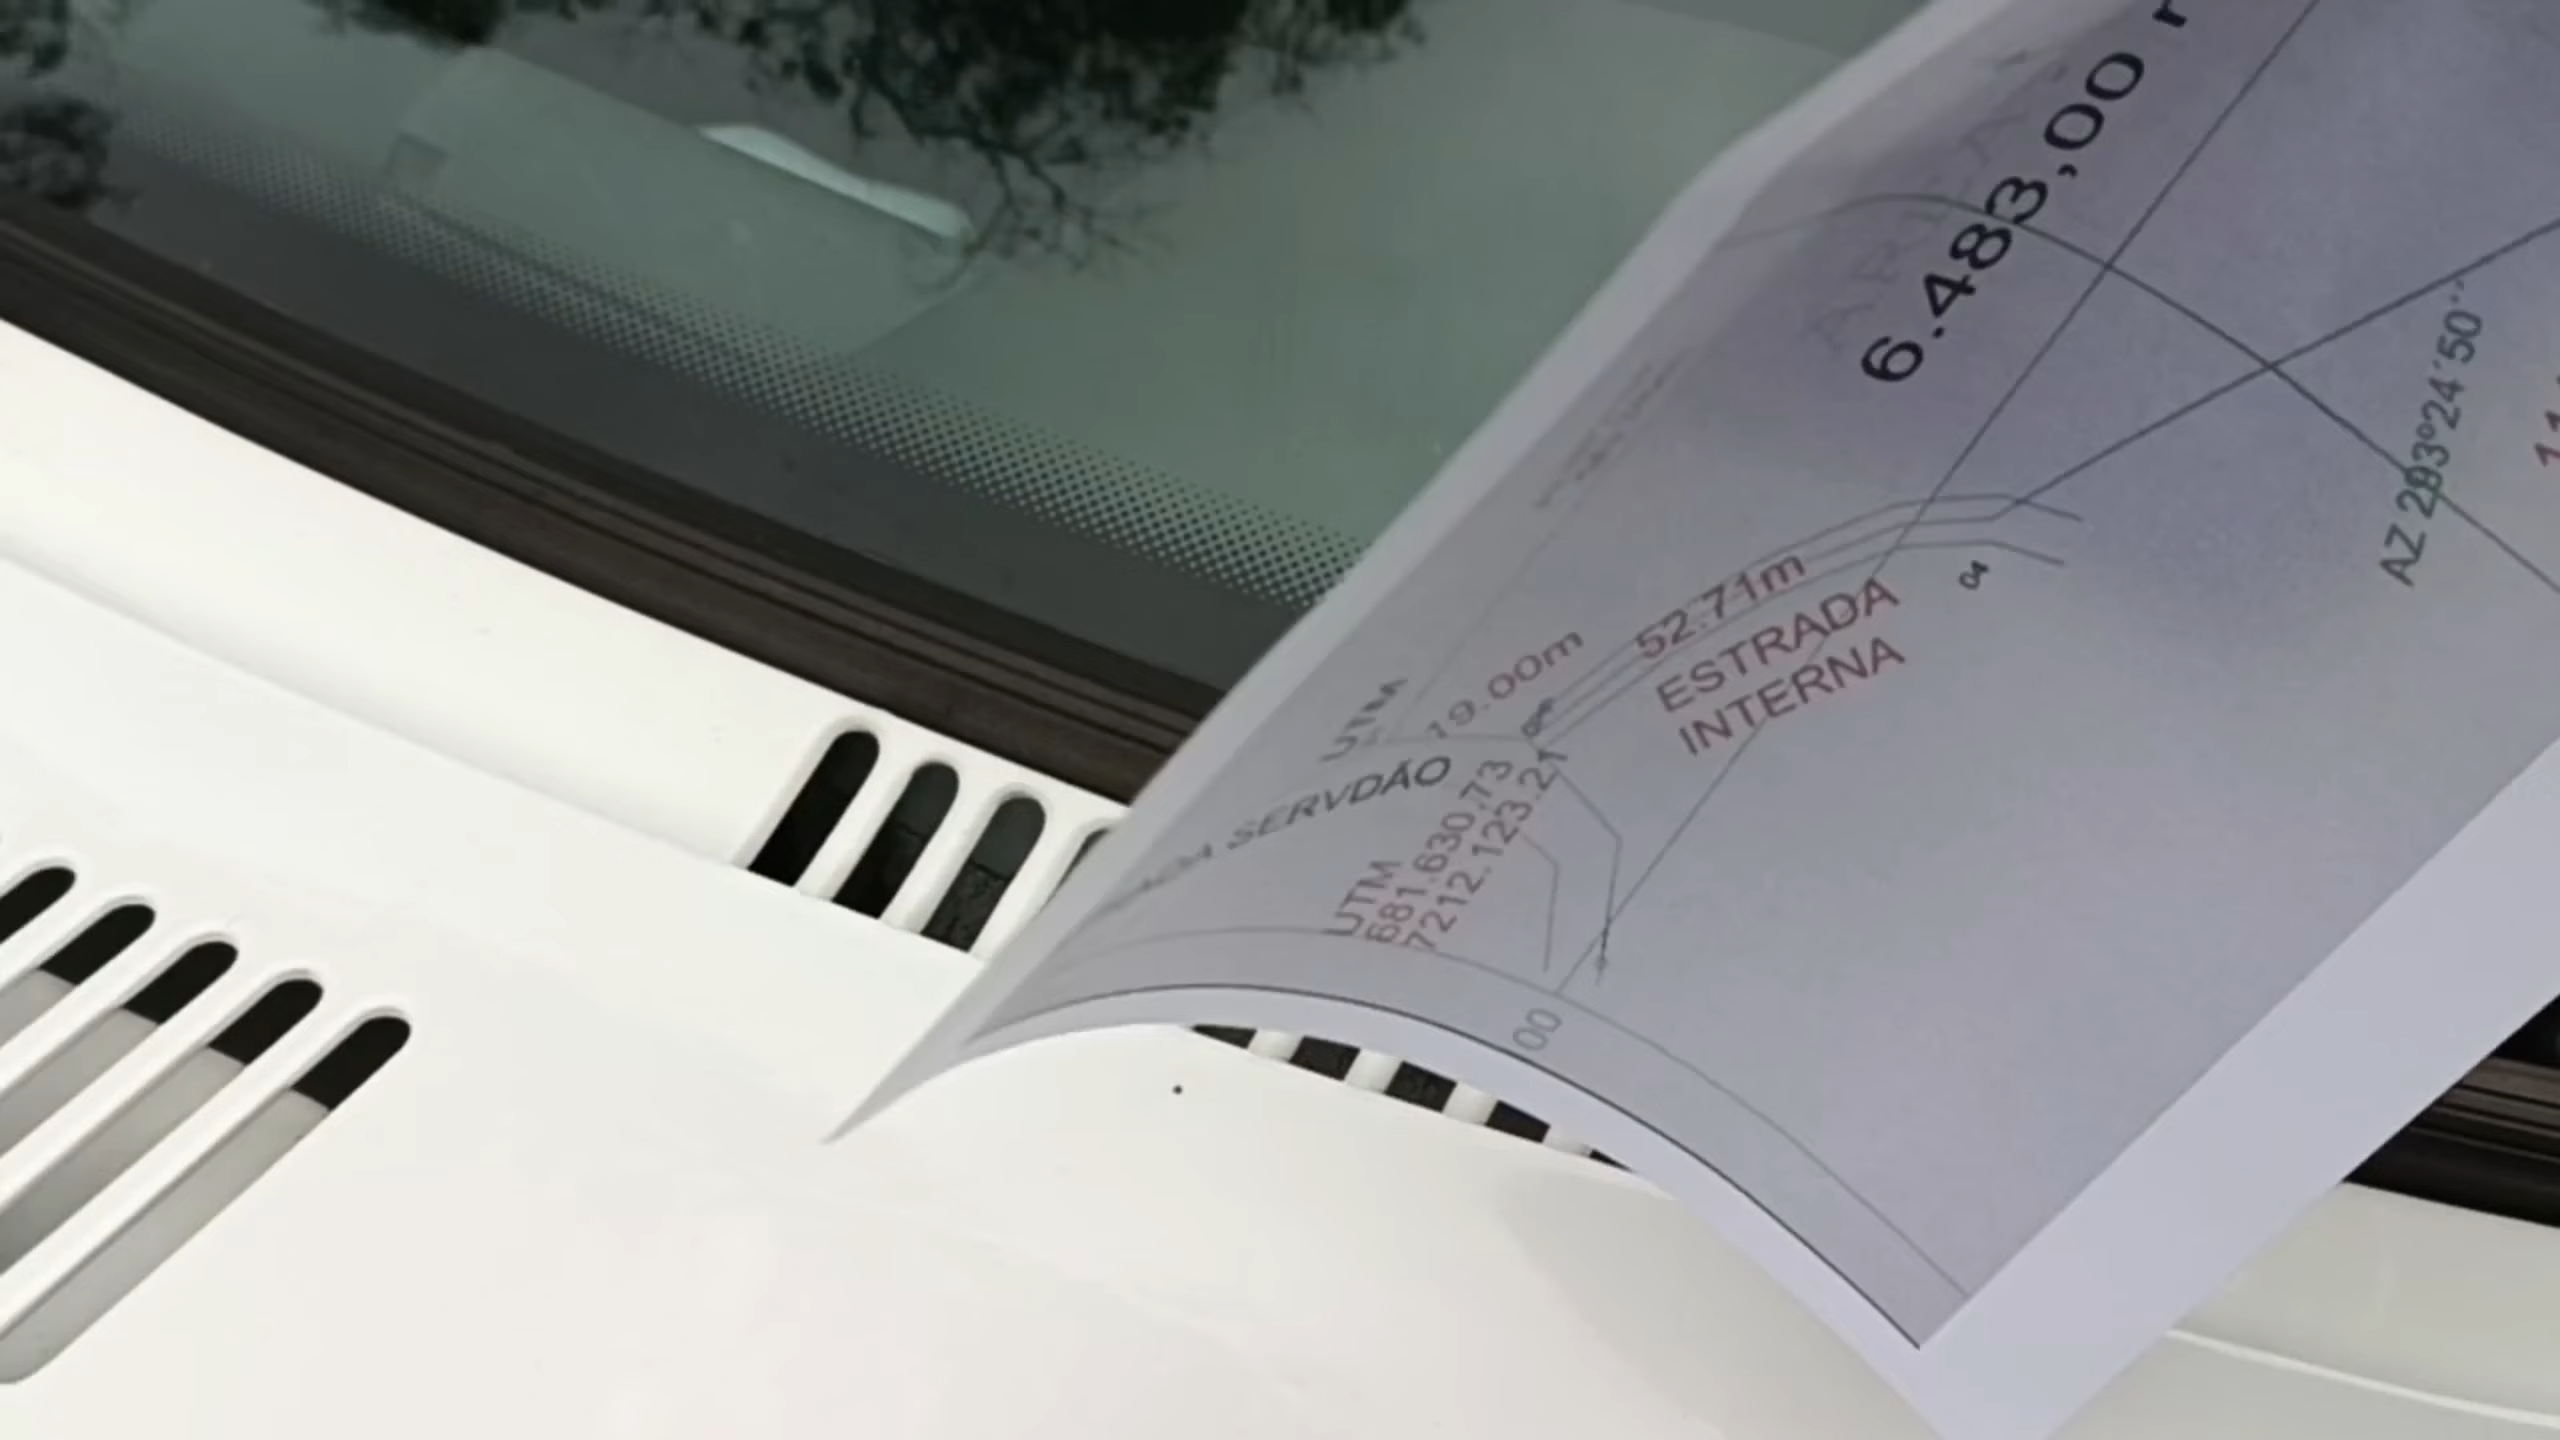 6.483,00
AZ 293°24'50''
52.71m
ESTRADA
INTERNA
04
19.00m
UTM
SERVDÃO
UTM
681.630.73
7212.123.21
00